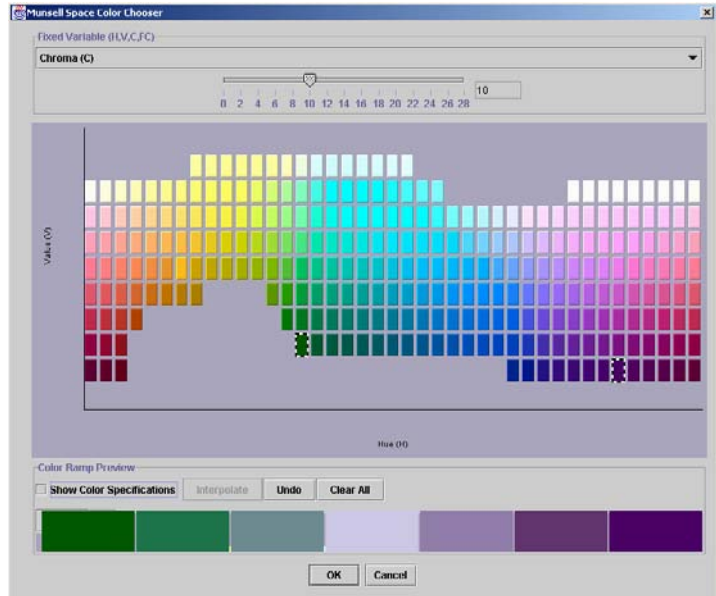 Munsell Space Color Chooser
Fixed Variable (H,V,C,FC)
Chroma (C)
0 2 4 6 8 10 12 14 16 18 20 22 24 26 28
10
Value (V)
Hue (H)
Color Ramp Preview
Show Color Specifications Interpolate Undo Clear All
OK Cancel